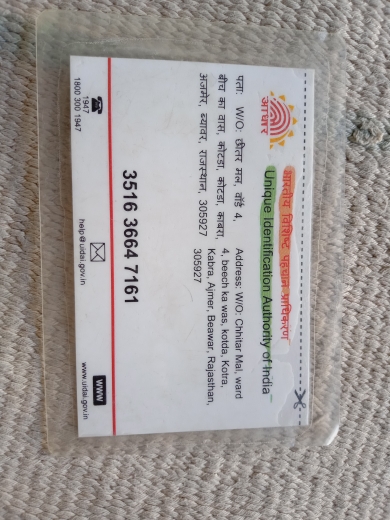 आधार
भारतीय विशिष्ट पहचान प्राधिकरण
Unique Identification Authority of India
पता: W/O: छीतर मल, वॉर्ड 4,
बीच का वास, कोटडा, कोटडा, काबरा,
अजमेर, ब्यावर, राजस्थान, 305927
Address: W/O: Chhitar Mal, ward
4, beech ka was, kotda, Kotra,
Kabra, Ajmer, Beawar, Rajasthan,
305927
3516 3664 7161
1947
1800 300 1947
help@uidai.gov.in
WWW
www.uidai.gov.in